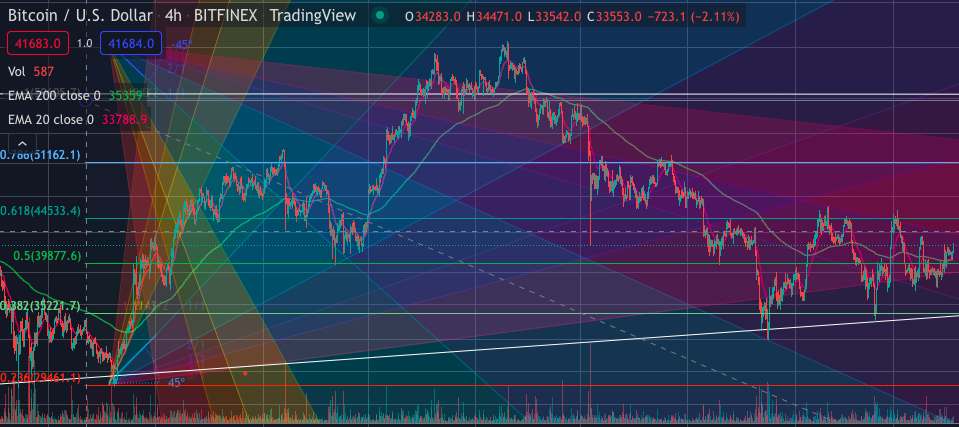 Bitcoin / U.S. Dollar · 4h · BITFINEX · TradingView O34283.0 H34471.0 L33542.0 C33553.0 −723.1 (−2.11%)
41683.0 1.0 41684.0
-45°
Vol 587
EMA 200 close 0 35359
EMA 20 close 0 33788.9
0.786(51162.1)
0.618(44533.4)
0.5(39877.6)
0.382(35221.7)
0.236(29461.1)
45°